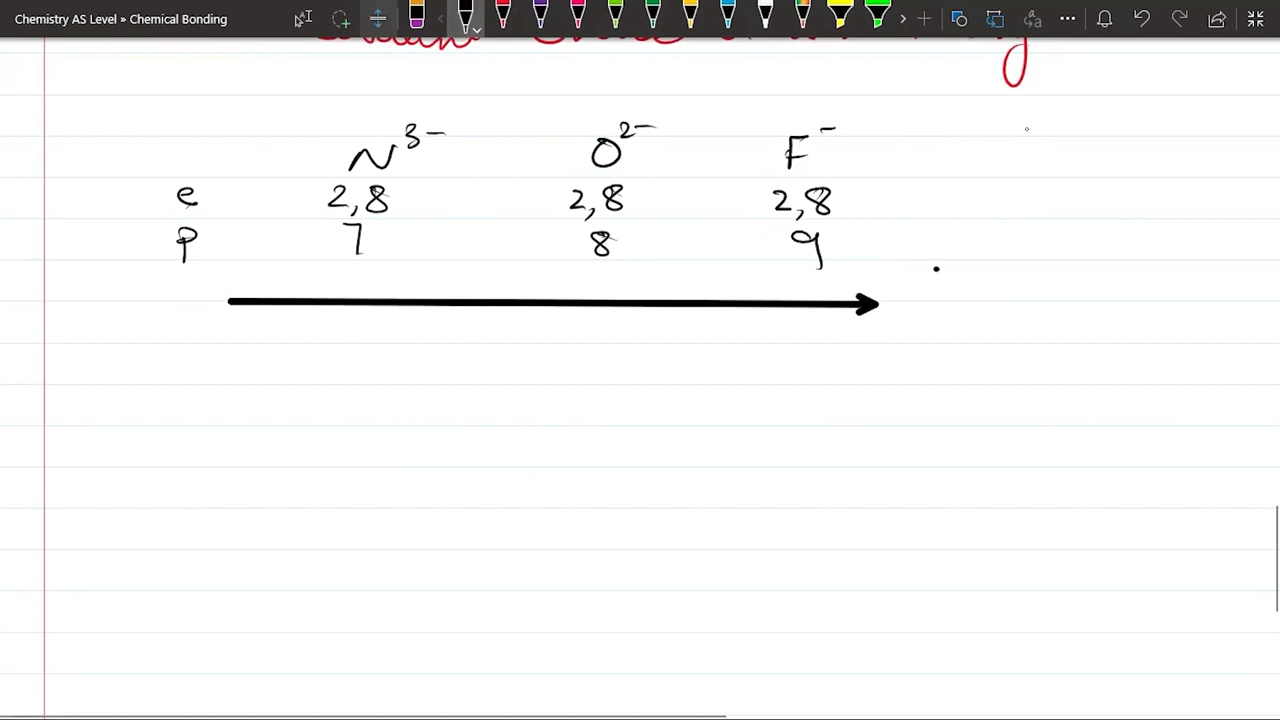 Chemistry AS Level » Chemical Bonding
N³⁻ O²⁻ F⁻
e 2,8 2,8 2,8
p 7 8 9